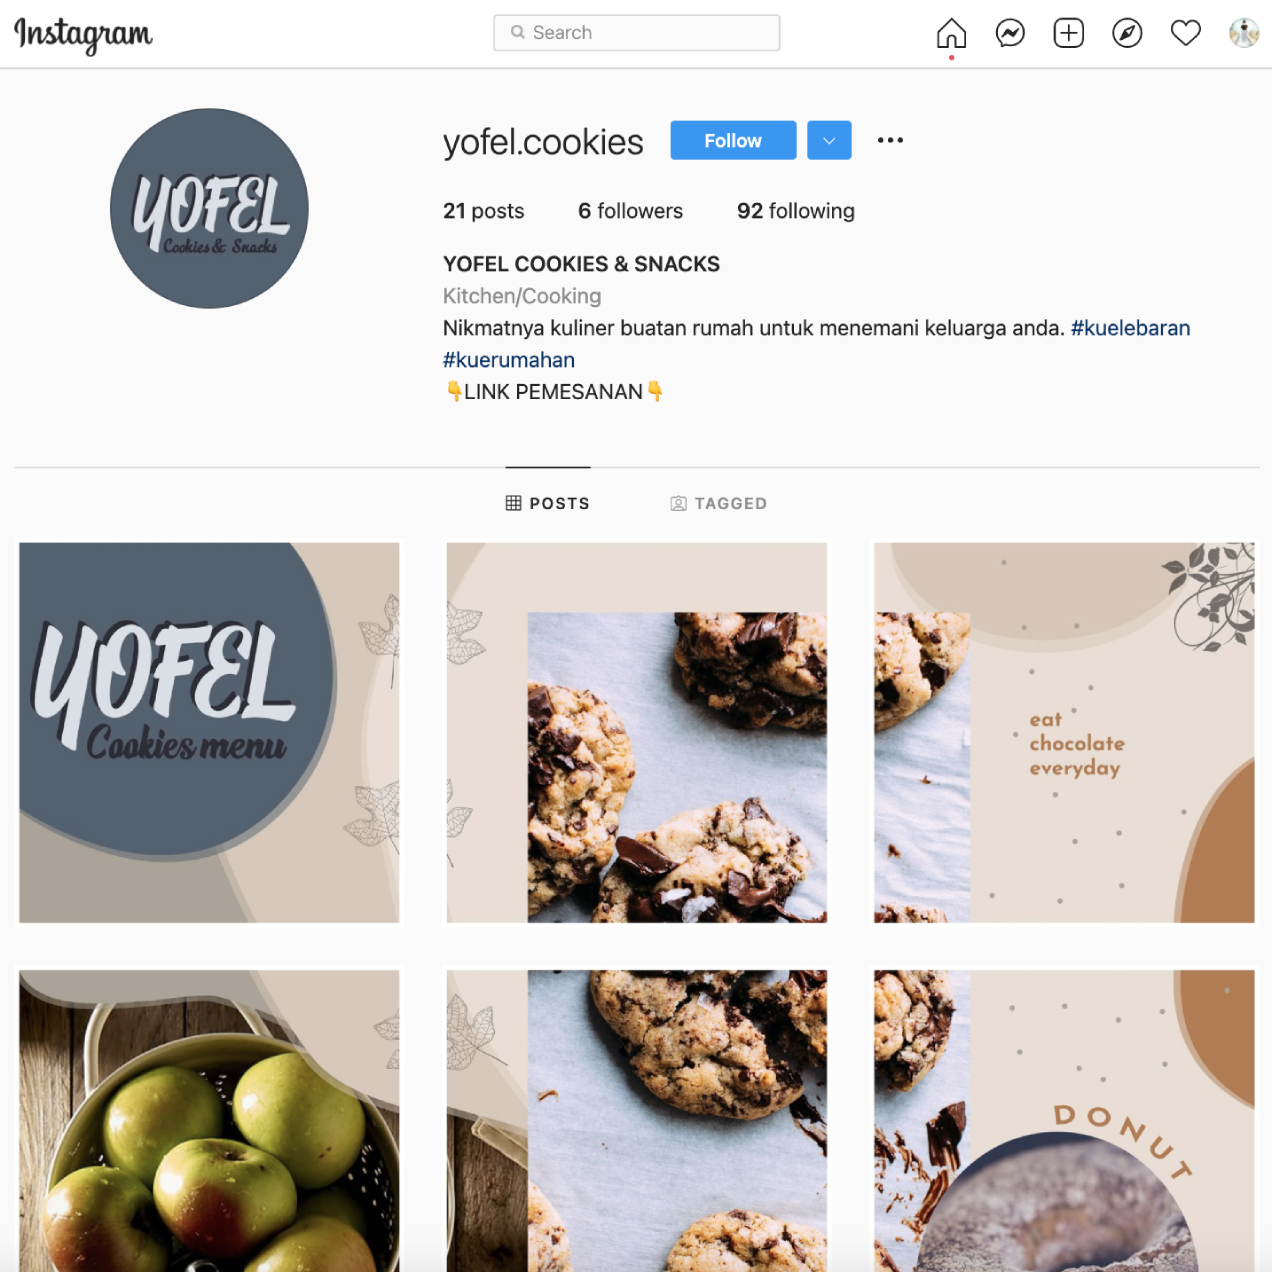 Instagram
Search
YOFEL
Cookies & Snacks
yofel.cookies
Follow
21 posts
6 followers
92 following
YOFEL COOKIES & SNACKS
Kitchen/Cooking
Nikmatnya kuliner buatan rumah untuk menemani keluarga anda. #kuelebaran
#kuerumahan
👇LINK PEMESANAN👇
POSTS
TAGGED
YOFEL
Cookies menu
eat
chocolate
everyday
DONUT